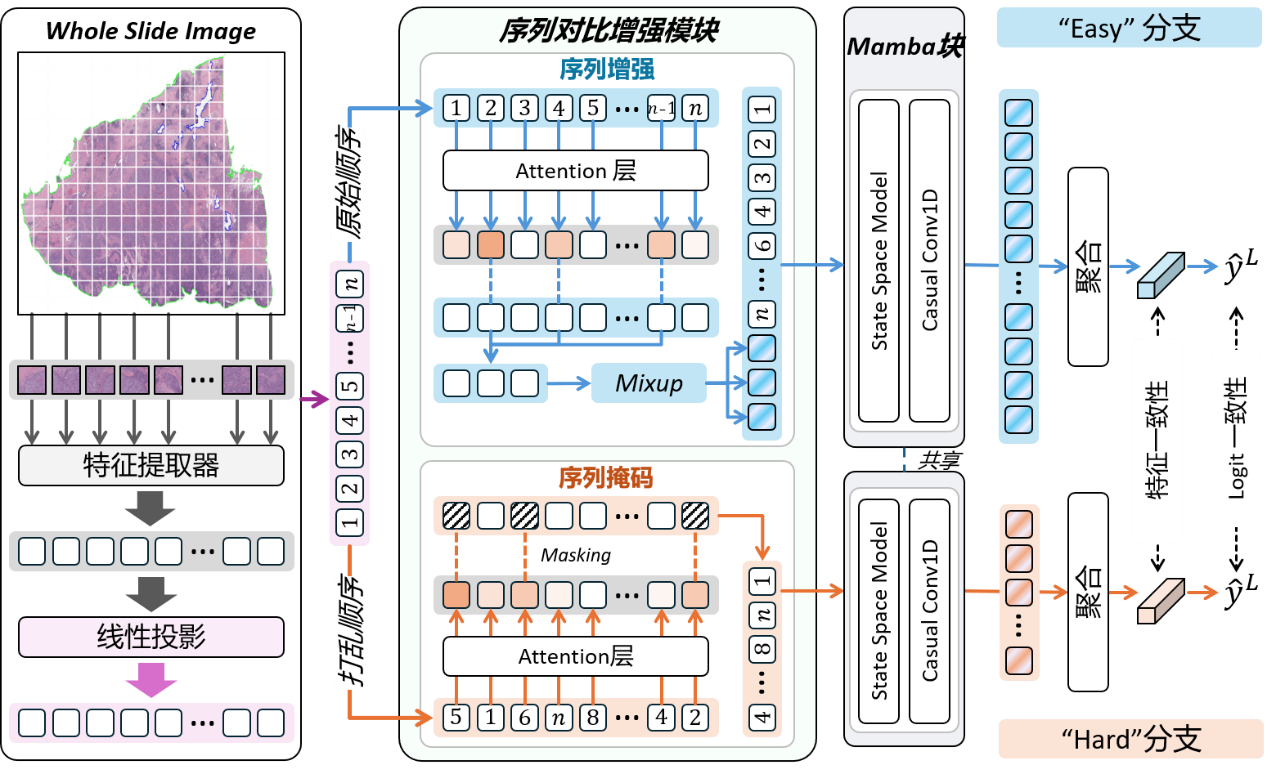 Whole Slide Image
特征提取器
线性投影
原始顺序
n
n-1
...
5
4
3
2
1
打乱顺序
序列对比增强模块
序列增强
1 2 3 4 5 ... n-1 n
Attention 层
...
...
Mixup
1
2
3
4
6
...
n
序列掩码
...
Masking
...
Attention层
5 1 6 n 8 ... 4 2
1
n
8
...
4
Mamba块
State Space Model
Casual Conv1D
共享
State Space Model
Casual Conv1D
“Easy” 分支
...
聚合
ŷL
特征一致性
Logit 一致性
...
聚合
ŷL
“Hard”分支